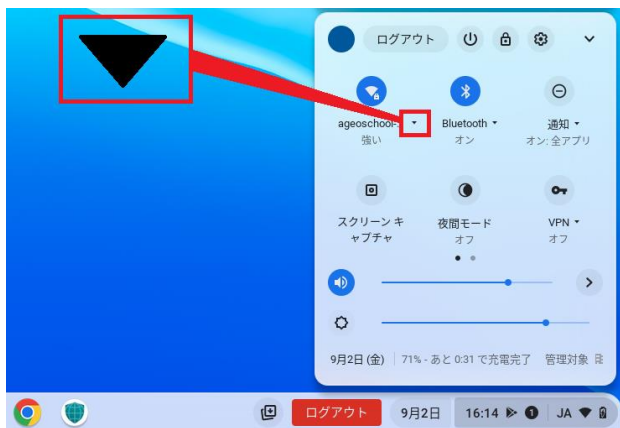 ログアウト
ageoschool-
強い
Bluetooth
オン
通知
オン: 全アプリ
スクリーン キ
ャプチャ
夜間モード
オフ
VPN
オフ
9月2日 (金)
71% - あと 0:31 で充電完了
管理対象
ログアウト
9月2日
16:14
1
JA